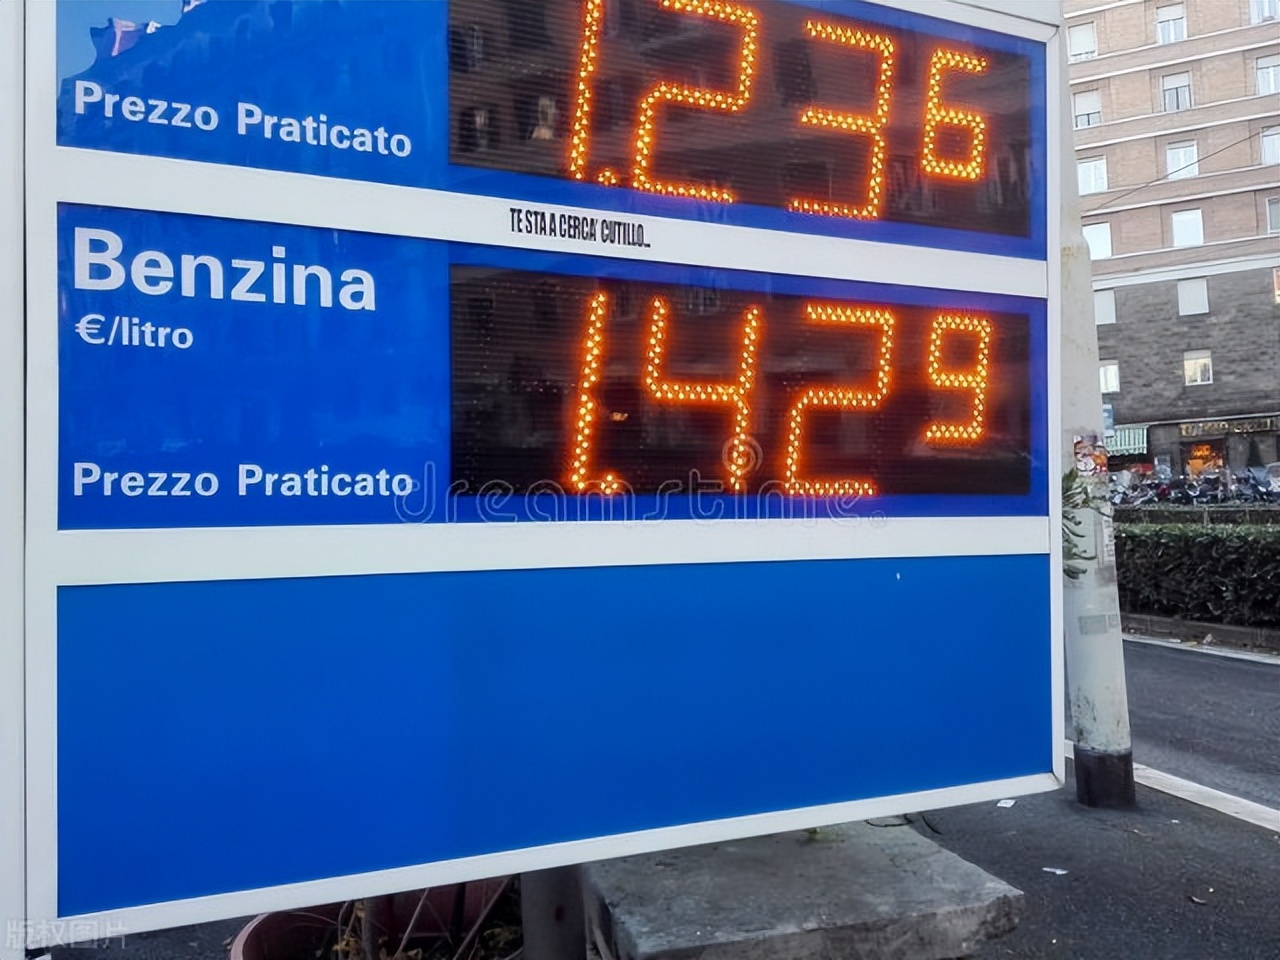 1.236
Prezzo Praticato
TE STA A CERCA' CUTILLO...
Benzina
€/litro
1.429
Prezzo Praticato
dreamstime.
版权图片